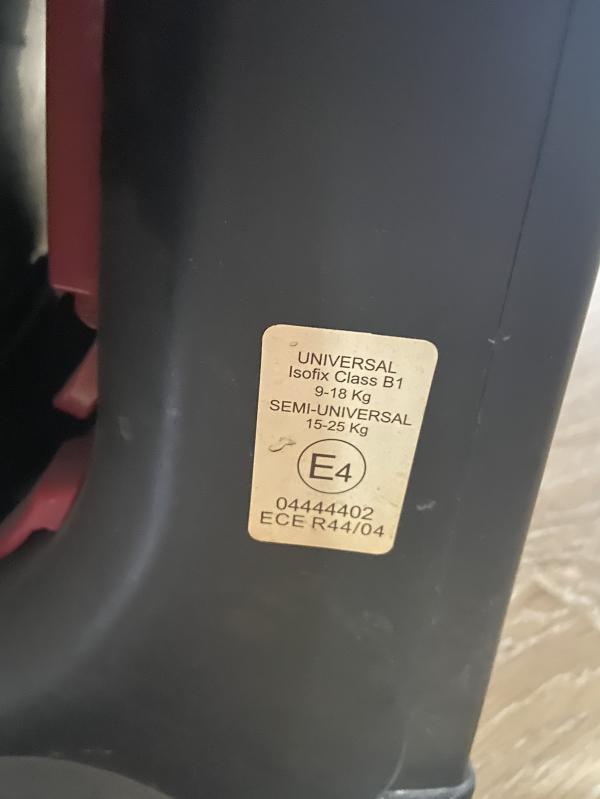 UNIVERSAL
Isofix Class B1
9-18 Kg
SEMI-UNIVERSAL
15-25 Kg
E4
04444402
ECE R44/04